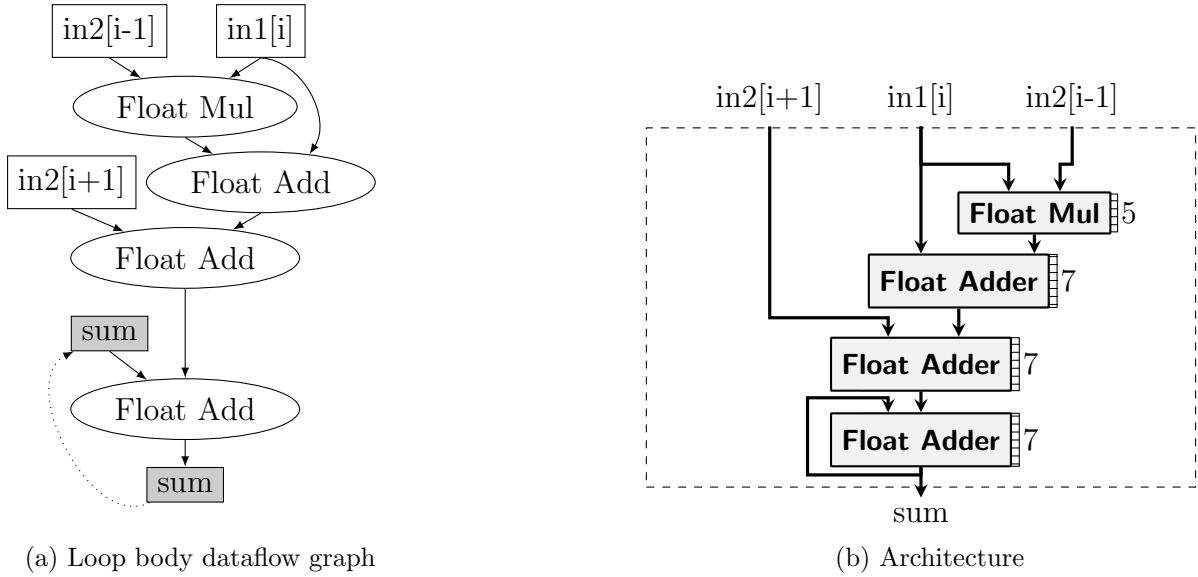 in2[i-1]
in1[i]
Float Mul
Float Add
in2[i+1]
Float Add
sum
Float Add
sum
(a) Loop body dataflow graph
in2[i+1]
in1[i]
in2[i-1]
Float Mul
5
Float Adder
7
Float Adder
7
Float Adder
7
sum
(b) Architecture